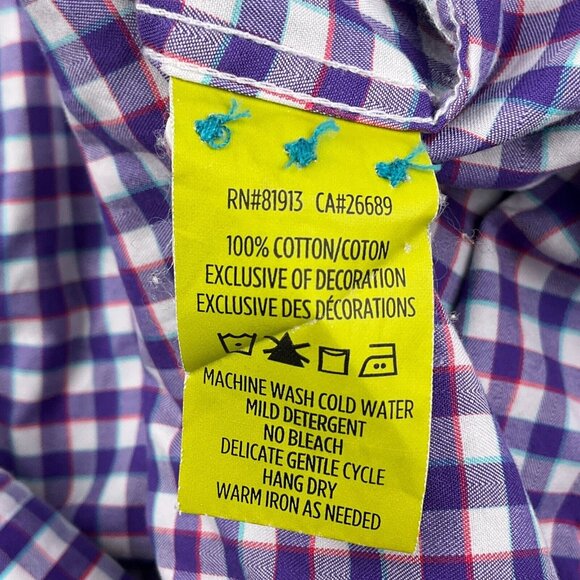 RN#81913 CA#26689
100% COTTON/COTON
EXCLUSIVE OF DECORATION
EXCLUSIVE DES DÉCORATIONS
MACHINE WASH COLD WATER
MILD DETERGENT
NO BLEACH
DELICATE GENTLE CYCLE
HANG DRY
WARM IRON AS NEEDED